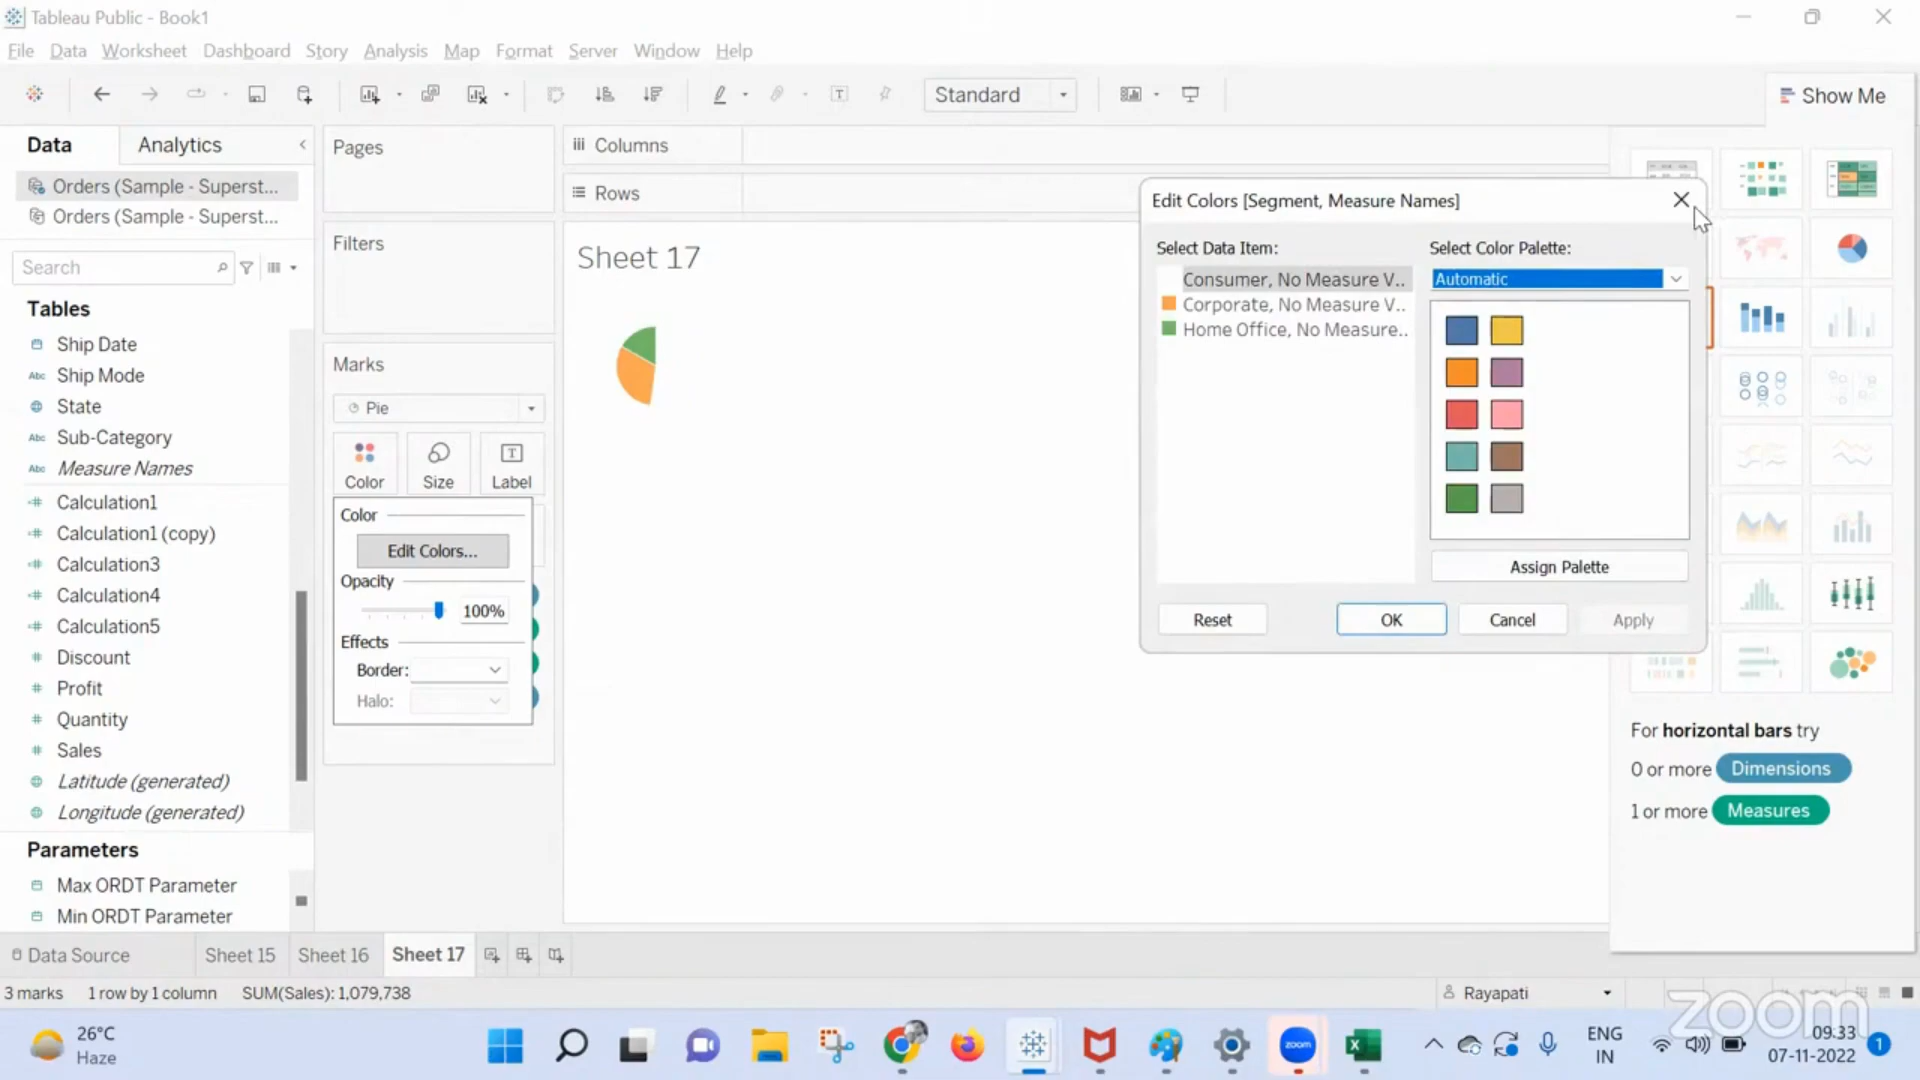 Tableau Public - Book1
File Data Worksheet Dashboard Story Analysis Map Format Server Window Help
Standard
Show Me
Data
Analytics
Pages
Columns
Orders (Sample - Superst...
Rows
Orders (Sample - Superst...
Filters
Sheet 17
Search
Tables
Ship Date
Abc Ship Mode
State
Abc Sub-Category
Abc Measure Names
Calculation1
Calculation1 (copy)
Calculation3
Calculation4
Calculation5
Discount
Profit
Quantity
Sales
Latitude (generated)
Longitude (generated)
Parameters
Max ORDT Parameter
Min ORDT Parameter
Marks
Pie
Color Size Label
Color
Edit Colors...
Opacity
100%
Effects
Border:
Halo:
Edit Colors [Segment, Measure Names]
Select Data Item:
Consumer, No Measure V..
Corporate, No Measure V..
Home Office, No Measure..
Select Color Palette:
Automatic
Assign Palette
Reset OK Cancel Apply
For horizontal bars try
0 or more Dimensions
1 or more Measures
Data Source Sheet 15 Sheet 16 Sheet 17
3 marks 1 row by 1 column SUM(Sales): 1,079,738
Rayapati
zoom
26°C
Haze
zoom
ENG
IN
09:33
07-11-2022
1